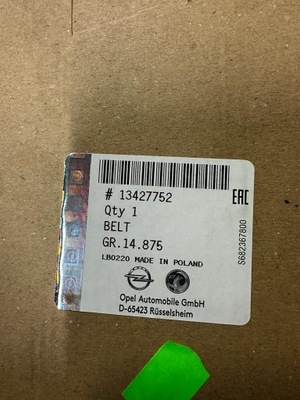 # 13427752
Qty 1
BELT
GR.14.875
LB0220 MADE IN POLAND
Opel Automobile GmbH
D-65423 Rüsselsheim
EAC
S682367800